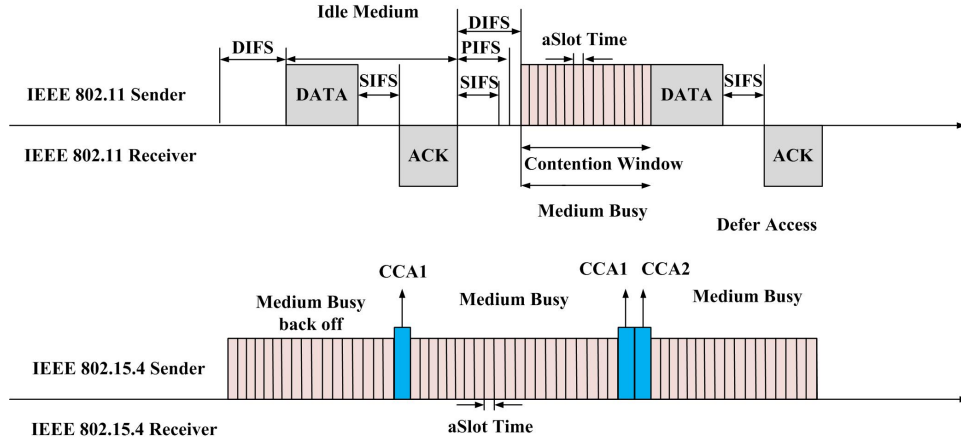 Idle Medium
DIFS
DIFS
PIFS
aSlot Time
SIFS
SIFS
SIFS
IEEE 802.11 Sender
DATA
DATA
IEEE 802.11 Receiver
ACK
Contention Window
ACK
Medium Busy
Defer Access
CCA1
CCA1
CCA2
Medium Busy
back off
Medium Busy
Medium Busy
IEEE 802.15.4 Sender
IEEE 802.15.4 Receiver
aSlot Time